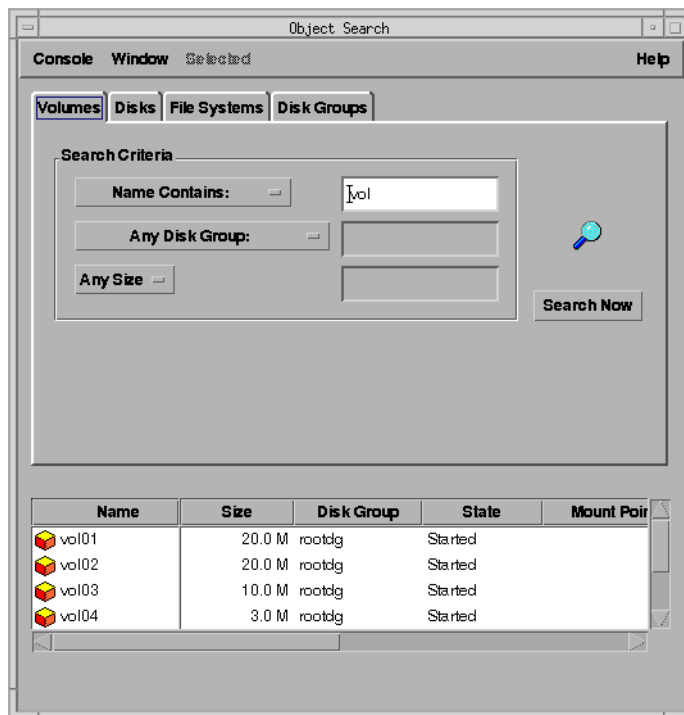 Object Search
Console Window Selected Help
Volumes Disks File Systems Disk Groups
Search Criteria
Name Contains: vol
Any Disk Group:
Any Size
Search Now
Name Size Disk Group State Mount Poir
vol01 20.0 M rootdg Started
vol02 20.0 M rootdg Started
vol03 10.0 M rootdg Started
vol04 3.0 M rootdg Started